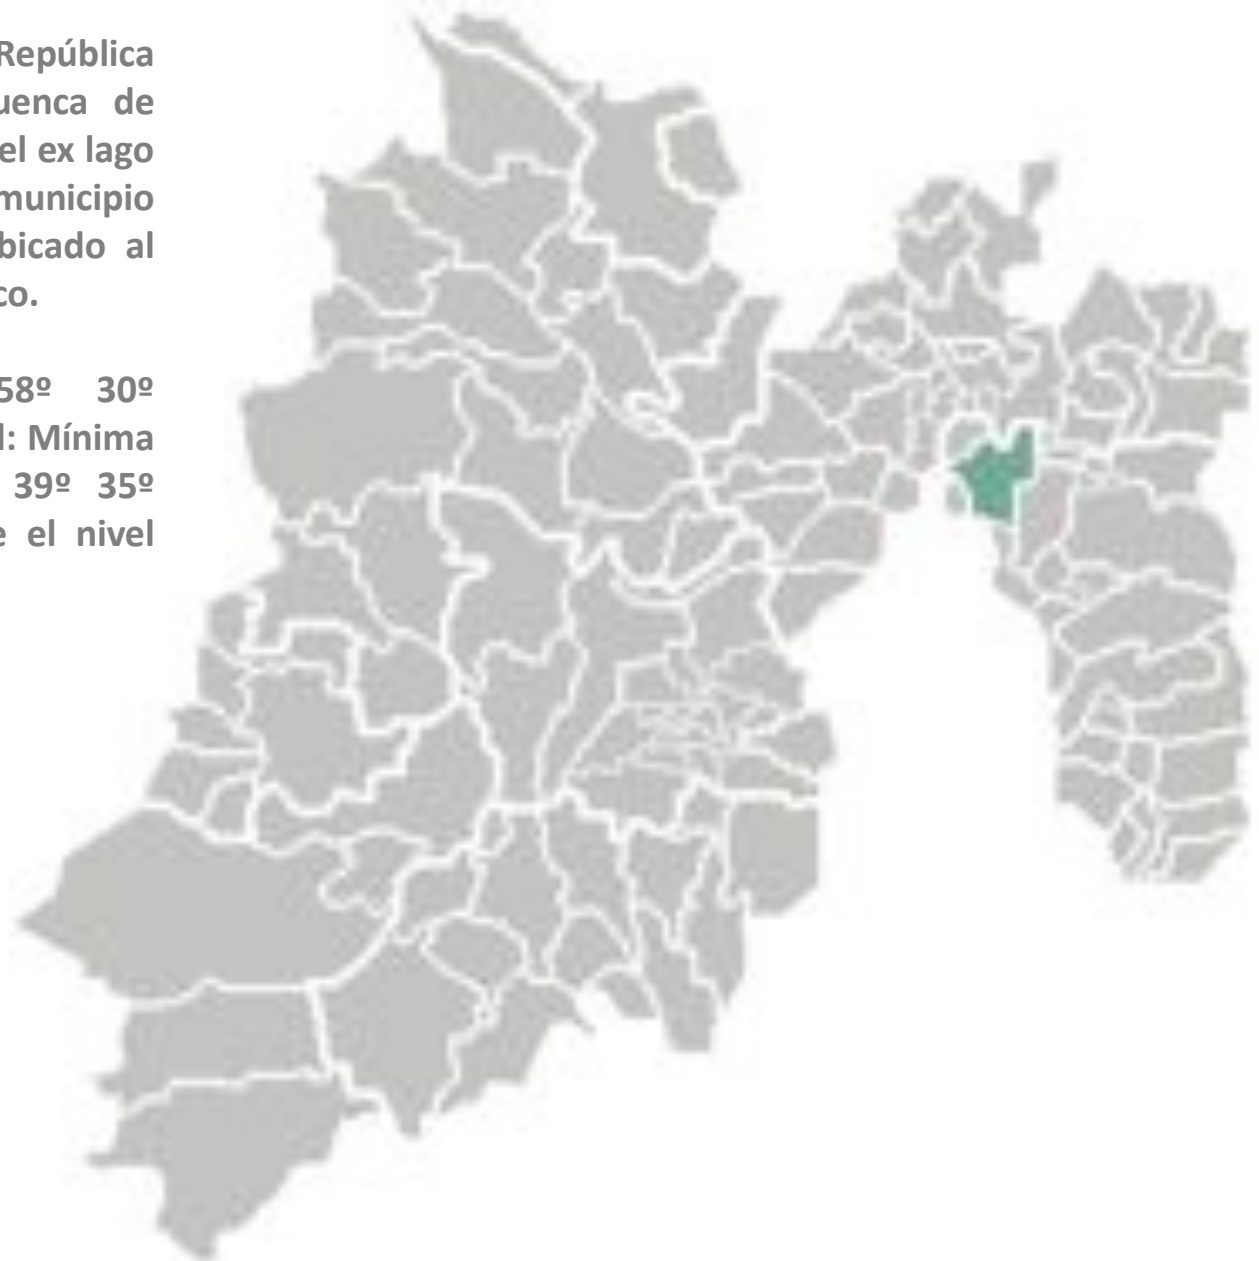 República
uenca de
el ex lago
municipio
bicado al
co.
58º 30º
l: Mínima
39º 35º
e el nivel